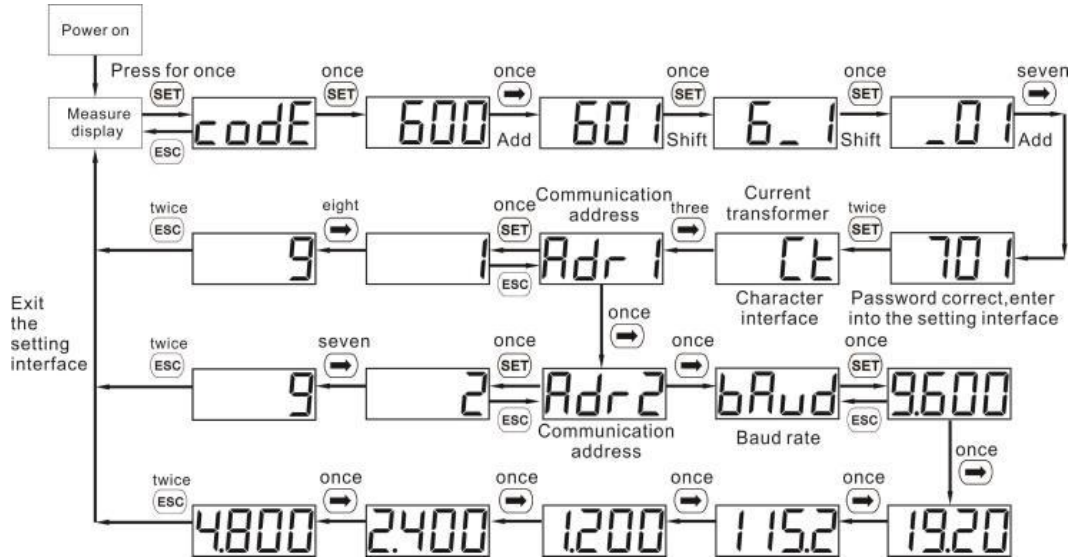 Power on
Press for once
once
once
once
once
seven
SET
SET
➡
SET
SET
➡
Measure
display
codE
600
601
6_1
_01
ESC
Add
Shift
Shift
Add
Communication
address
Current
transformer
twice
eight
once
three
twice
ESC
➡
SET
➡
SET
9
1
Adr1
Ct
701
ESC
Character
interface
Password correct,enter
into the setting interface
Exit
the
setting
interface
once
➡
twice
seven
once
once
once
ESC
➡
SET
➡
SET
9
2
Adr2
bAud
9.600
ESC
ESC
Communication
address
Baud rate
once
➡
twice
once
once
once
once
ESC
➡
➡
➡
➡
4.800
2.400
1.200
115.2
19.20